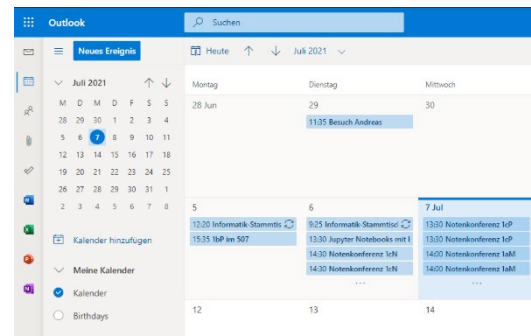 Outlook
Suchen
Neues Ereignis
Heute
Juli 2021
Juli 2021
M D M D F S S
28 29 30 1 2 3 4
5 6 7 8 9 10 11
12 13 14 15 16 17 18
19 20 21 22 23 24 25
26 27 28 29 30 31 1
2 3 4 5 6 7 8
Kalender hinzufügen
Meine Kalender
Kalender
Birthdays
Montag Dienstag Mittwoch
28 Jun 29 30
11:35 Besuch Andreas
5 6 7 Jul
12:20 Informatik-Stammtis 9:25 Informatik-Stammtisc 13:30 Notenkonferenz 1cP
15:35 1bP im 507 13:30 Jupyter Notebooks mit 13:30 Notenkonferenz 1cP
14:30 Notenkonferenz 1cN 14:00 Notenkonferenz 1aM
14:30 Notenkonferenz 1cN 14:00 Notenkonferenz 1aM
... ...
12 13 14